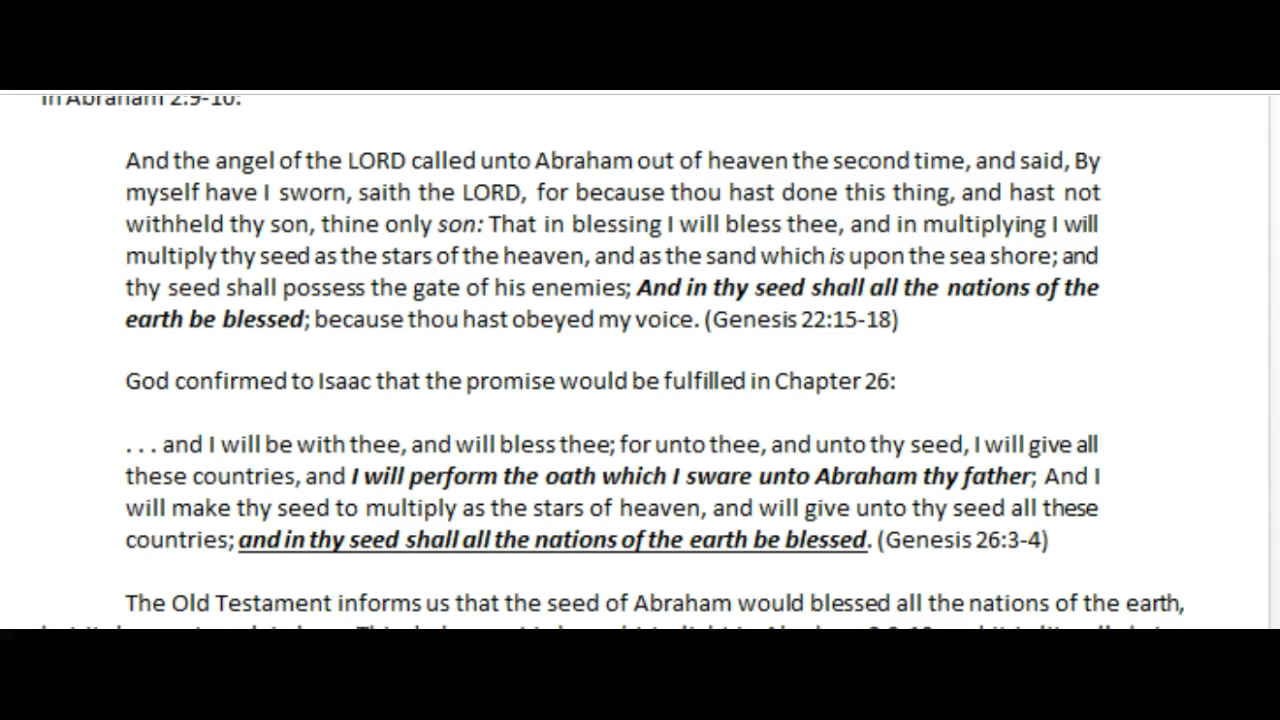 in Abraham 2:9-10:
And the angel of the LORD called unto Abraham out of heaven the second time, and said, By
myself have I sworn, saith the LORD, for because thou hast done this thing, and hast not
withheld thy son, thine only son: That in blessing I will bless thee, and in multiplying I will
multiply thy seed as the stars of the heaven, and as the sand which is upon the sea shore; and
thy seed shall possess the gate of his enemies; And in thy seed shall all the nations of the
earth be blessed; because thou hast obeyed my voice. (Genesis 22:15-18)
God confirmed to Isaac that the promise would be fulfilled in Chapter 26:
. . . and I will be with thee, and will bless thee; for unto thee, and unto thy seed, I will give all
these countries, and I will perform the oath which I sware unto Abraham thy father; And I
will make thy seed to multiply as the stars of heaven, and will give unto thy seed all these
countries; and in thy seed shall all the nations of the earth be blessed. (Genesis 26:3-4)
The Old Testament informs us that the seed of Abraham would blessed all the nations of the earth,